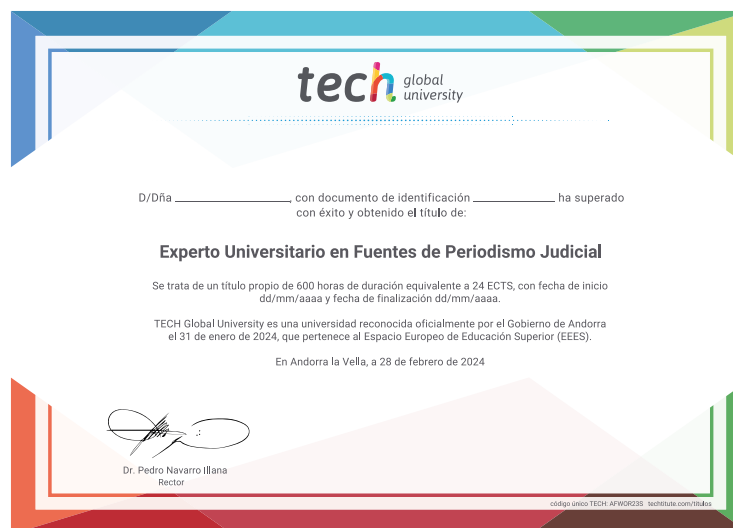 tech global university
D/Dña ____________, con documento de identificación ____________ ha superado
con éxito y obtenido el título de:
Experto Universitario en Fuentes de Periodismo Judicial
Se trata de un título propio de 600 horas de duración equivalente a 24 ECTS, con fecha de inicio
dd/mm/aaaa y fecha de finalización dd/mm/aaaa.
TECH Global University es una universidad reconocida oficialmente por el Gobierno de Andorra
el 31 de enero de 2024, que pertenece al Espacio Europeo de Educación Superior (EEES).
En Andorra la Vella, a 28 de febrero de 2024
Dr. Pedro Navarro Illana
Rector
código único TECH: AFWOR23S techtitute.com/titulos